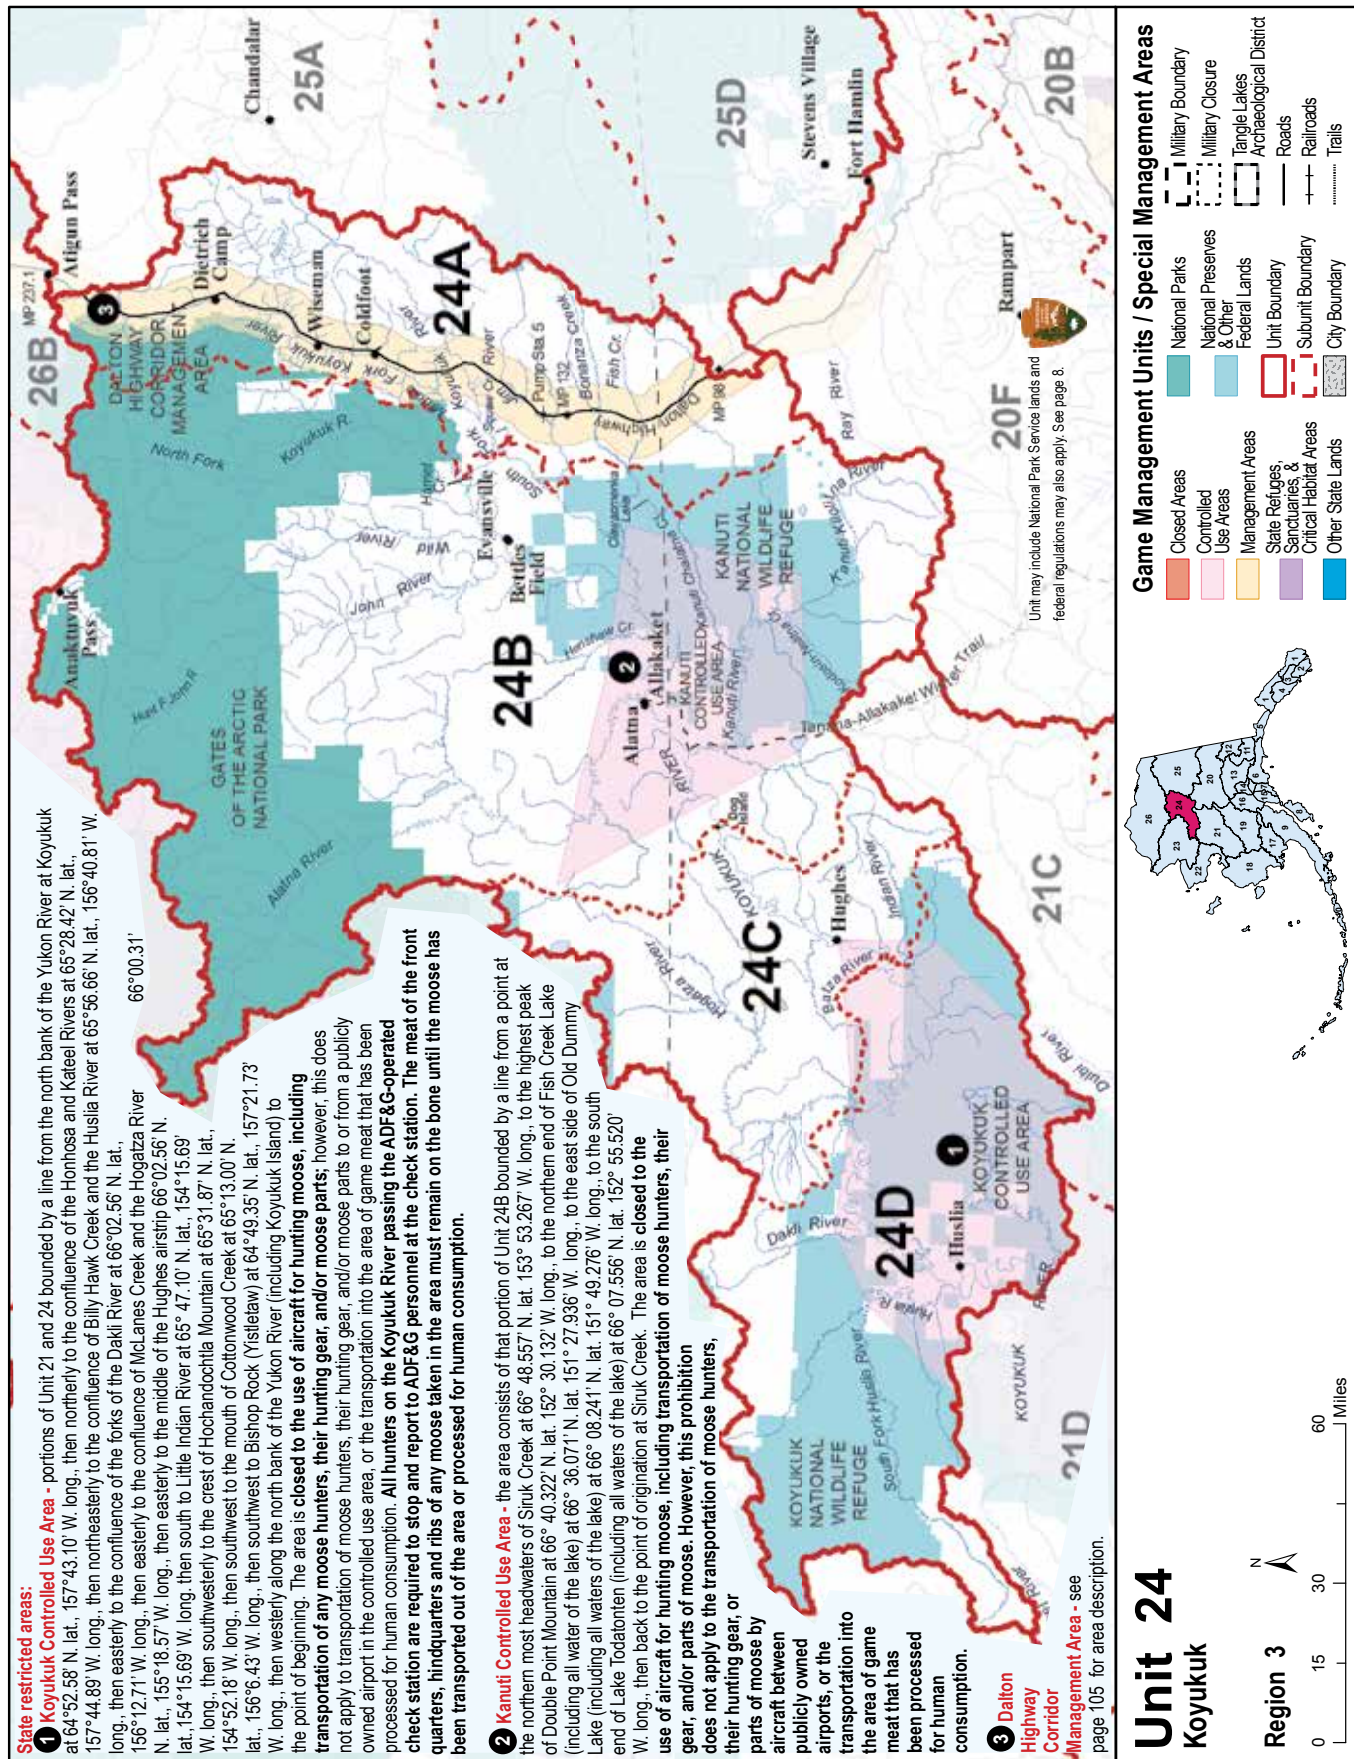 State restricted areas:
1 Koyukuk Controlled Use Area - portions of Unit 21 and 24 bounded by a line from the north bank of the Yukon River at Koyukuk
at 64°52.58' N. lat., 157°43.10' W. long., then northerly to the confluence of the Honhosa and Kateel Rivers at 65°28.42' N. lat.,
157°44.89' W. long., then northeasterly to the confluence of Billy Hawk Creek and the Huslia River at 65°56.66' N. lat., 156°40.81' W.
long., then easterly to the confluence of the forks of the Dakli River at 66°02.56' N. lat.,
156°12.71' W. long., then easterly to the confluence of McLanes Creek and the Hogatza River 66°00.31'
N. lat., 155°18.57' W. long., then easterly to the middle of the Hughes airstrip 66°02.56' N.
lat.,154°15.69' W. long. then south to Little Indian River at 65° 47.10' N. lat., 154°15.69'
W. long., then southwesterly to the crest of Hochandochtla Mountain at 65°31.87' N. lat.,
154°52.18' W. long., then southwest to the mouth of Cottonwood Creek at 65°13.00' N.
lat., 156°6.43' W. long., then southwest to Bishop Rock (Yistletaw) at 64°49.35' N. lat., 157°21.73'
W. long., then westerly along the north bank of the Yukon River (including Koyukuk Island) to
the point of beginning. The area is closed to the use of aircraft for hunting moose, including
transportation of any moose hunters, their hunting gear, and/or moose parts; however, this does
not apply to transportation of moose hunters, their hunting gear, and/or moose parts to or from a publicly
owned airport in the controlled use area, or the transportation into the area of game meat that has been
processed for human consumption. All hunters on the Koyukuk River passing the ADF&G-operated
check station are required to stop and report to ADF&G personnel at the check station. The meat of the front
quarters, hindquarters and ribs of any moose taken in the area must remain on the bone until the moose has
been transported out of the area or processed for human consumption.
2 Kanuti Controlled Use Area - the area consists of that portion of Unit 24B bounded by a line from a point at
the northern most headwaters of Siruk Creek at 66° 48.557' N. lat. 153° 53.267' W. long., to the highest peak
of Double Point Mountain at 66° 40.322' N. lat. 152° 30.132' W. long., to the northern end of Fish Creek Lake
(including all water of the lake) at 66° 36.071' N. lat. 151° 27.936' W. long., to the east side of Old Dummy
Lake (including all waters of the lake) at 66° 08.241' N. lat. 151° 49.276' W. long., to the south
end of Lake Todatonten (including all waters of the lake) at 66° 07.556' N. lat. 152° 55.520'
W. long., then back to the point of origination at Siruk Creek. The area is closed to the
use of aircraft for hunting moose, including transportation of moose hunters, their
gear, and/or parts of moose. However, this prohibition
does not apply to the transportation of moose hunters,
their hunting gear, or
parts of moose by
aircraft between
publicly owned
airports, or the
transportation into
the area of game
meat that has
been processed
for human
consumption.
3 Dalton
Highway
Corridor
Management Area - see
page 105 for area description.
26B
MP 237.1
Atigun Pass
Chandalar
25A
3
DALTON
HIGHWAY
CORRIDOR
MANAGEMENT
AREA
Dietrich
Camp
Wiseman
Coldfoot
24A
Anaktuvuk
Pass
North Fork
Koyukuk R
Hunt F John R
GATES
OF THE ARCTIC
NATIONAL PARK
Alatna River
John River
Wild River
Evansville
Bettles
Field
24B
Pump Sta. 5
MP 132
Bonanza Creek
Fish Cr.
Dalton Highway
MP 98
25D
Stevens Village
Fort Hamlin
20B
Rampart
20F
Ray River
Henshaw Cr.
2
Alatna
Allakaket
KANUTI
CONTROLLED
USE AREA
Kanuti River
KANUTI
NATIONAL
WILDLIFE
REFUGE
Tanana-Allakaket Winter Trail
RIVER
Dog Island
KOYUKUK
Hughes
Indian River
21C
24C
Hogatza River
Batza River
Dulbi River
Dakli River
24D
1
KOYUKUK
CONTROLLED
USE AREA
Huslia
Huslia R.
RIVER
KOYUKUK
South Fork Huslia River
KOYUKUK
NATIONAL
WILDLIFE
REFUGE
21D
Unit may include National Park Service lands and
federal regulations may also apply. See page 8.
Unit 24
Koyukuk
Region 3
N
0 15 30 60 Miles
26
23
24
25
22
21
20
18
19
17
16
13
12
11
9
8
6
5
4
3
2
1
Game Management Units / Special Management Areas
Closed Areas
Controlled
Use Areas
Management Areas
State Refuges,
Sanctuaries, &
Critical Habitat Areas
Other State Lands
National Parks
National Preserves
& Other
Federal Lands
Unit Boundary
Subunit Boundary
City Boundary
Military Boundary
Military Closure
Tangle Lakes
Archaeological District
Roads
Railroads
Trails